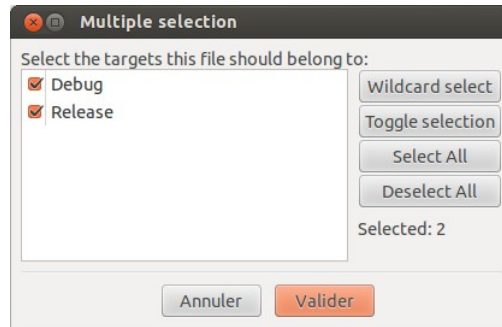 Multiple selection
Select the targets this file should belong to:
Debug
Release
Wildcard select
Toggle selection
Select All
Deselect All
Selected: 2
Annuler
Valider